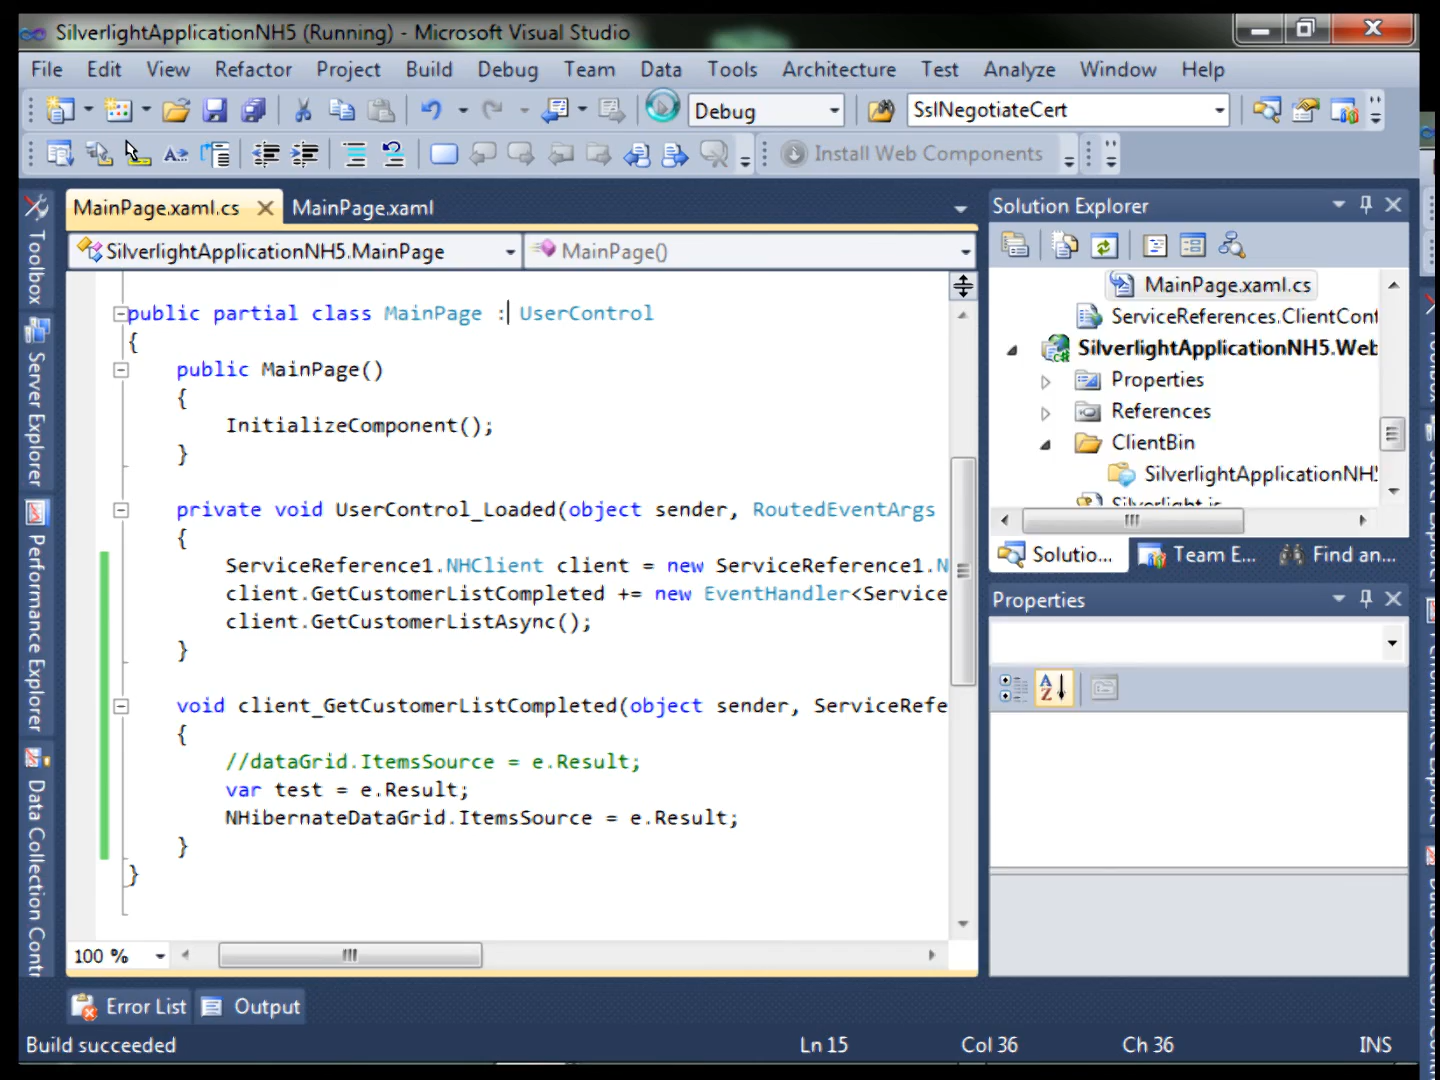 SilverlightApplicationNH5 (Running) - Microsoft Visual Studio
File Edit View Refactor Project Build Debug Team Data Tools Architecture Test Analyze Window Help
Debug SslNegotiateCert
Install Web Components
MainPage.xaml.cs MainPage.xaml
SilverlightApplicationNH5.MainPage MainPage()
public partial class MainPage : UserControl
{
public MainPage()
{
InitializeComponent();
}
private void UserControl_Loaded(object sender, RoutedEventArgs
{
ServiceReference1.NHClient client = new ServiceReference1.N
client.GetCustomerListCompleted += new EventHandler<Service
client.GetCustomerListAsync();
}
void client_GetCustomerListCompleted(object sender, ServiceRefe
{
//dataGrid.ItemsSource = e.Result;
var test = e.Result;
NHibernateDataGrid.ItemsSource = e.Result;
}
}
100 %
Toolbox
Server Explorer
Performance Explorer
Data Collection Contr
Solution Explorer
MainPage.xaml.cs
ServiceReferences.ClientConf
SilverlightApplicationNH5.Web
Properties
References
ClientBin
SilverlightApplicationNH
Silverlight.js
Solutio... Team E... Find an...
Properties
Error List Output
Build succeeded Ln 15 Col 36 Ch 36 INS